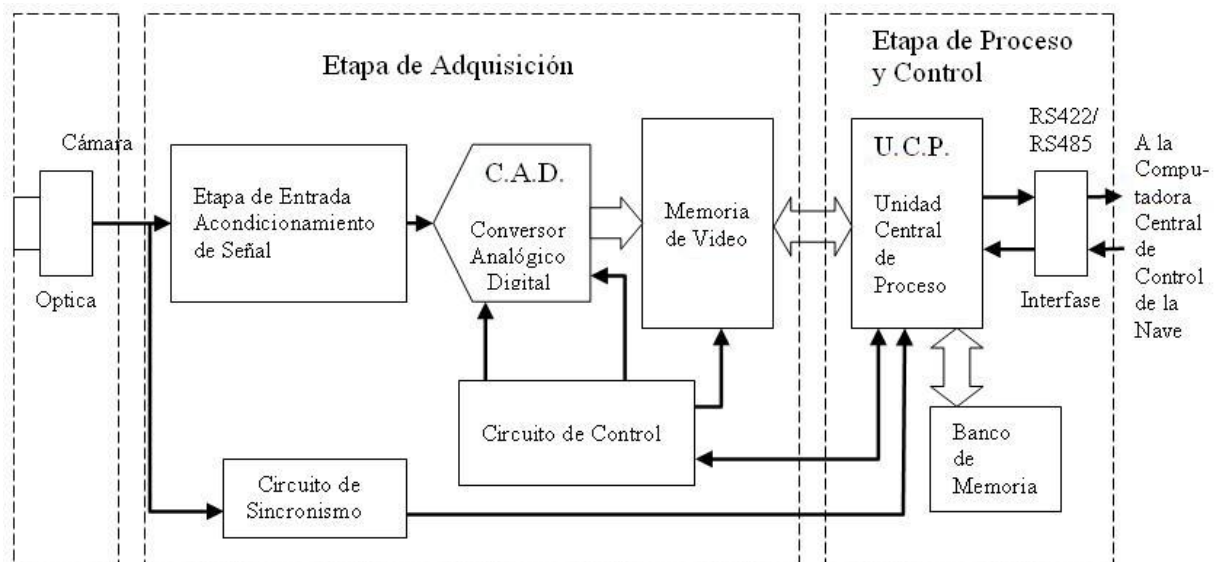 Etapa de Adquisición
Etapa de Proceso
y Control
Cámara
Optica
Etapa de Entrada
Acondicionamiento
de Señal
C.A.D.
Conversor
Analógico
Digital
Memoria
de Video
U.C.P.
Unidad
Central
de
Proceso
RS422/
RS485
Interfase
A la
Compu-
tadora
Central
de
Control
de la
Nave
Circuito de Control
Circuito de
Sincronismo
Banco
de
Memoria